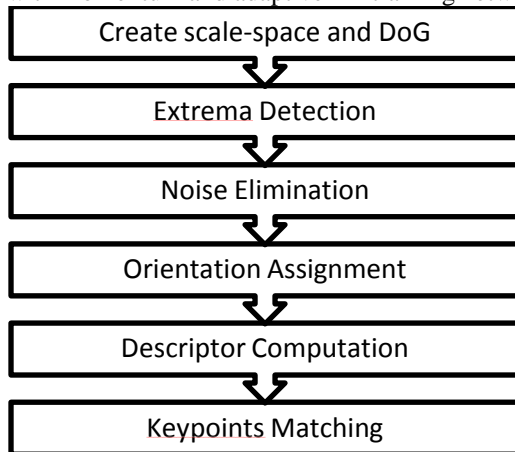 Create scale-space and DoG
Extrema Detection
Noise Elimination
Orientation Assignment
Descriptor Computation
Keypoints Matching